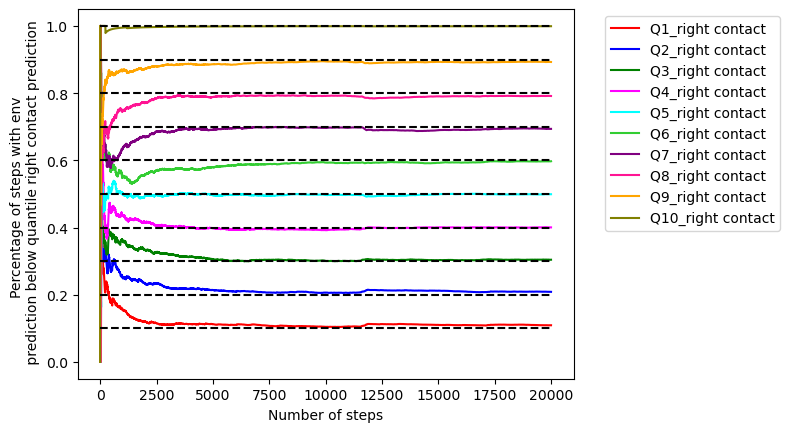 Percentage of steps with env
prediction below quantile right contact prediction
1.0
0.8
0.6
0.4
0.2
0.0
0
2500
5000
7500
10000
12500
15000
17500
20000
Number of steps
Q1_right contact
Q2_right contact
Q3_right contact
Q4_right contact
Q5_right contact
Q6_right contact
Q7_right contact
Q8_right contact
Q9_right contact
Q10_right contact